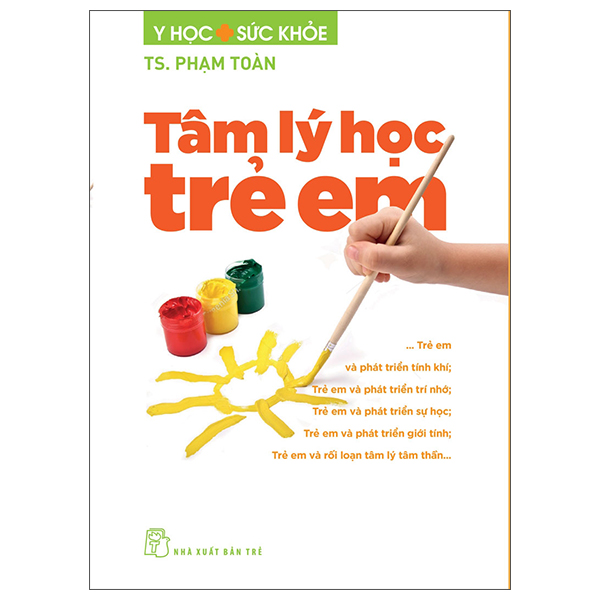 Y HỌC SỨC KHỎE
TS. PHẠM TOÀN
Tâm lý học
trẻ em
... Trẻ em
và phát triển tính khí;
Trẻ em và phát triển trí nhớ;
Trẻ em và phát triển sự học;
Trẻ em và phát triển giới tính;
Trẻ em và rối loạn tâm lý tâm thần...
NHÀ XUẤT BẢN TRẺ